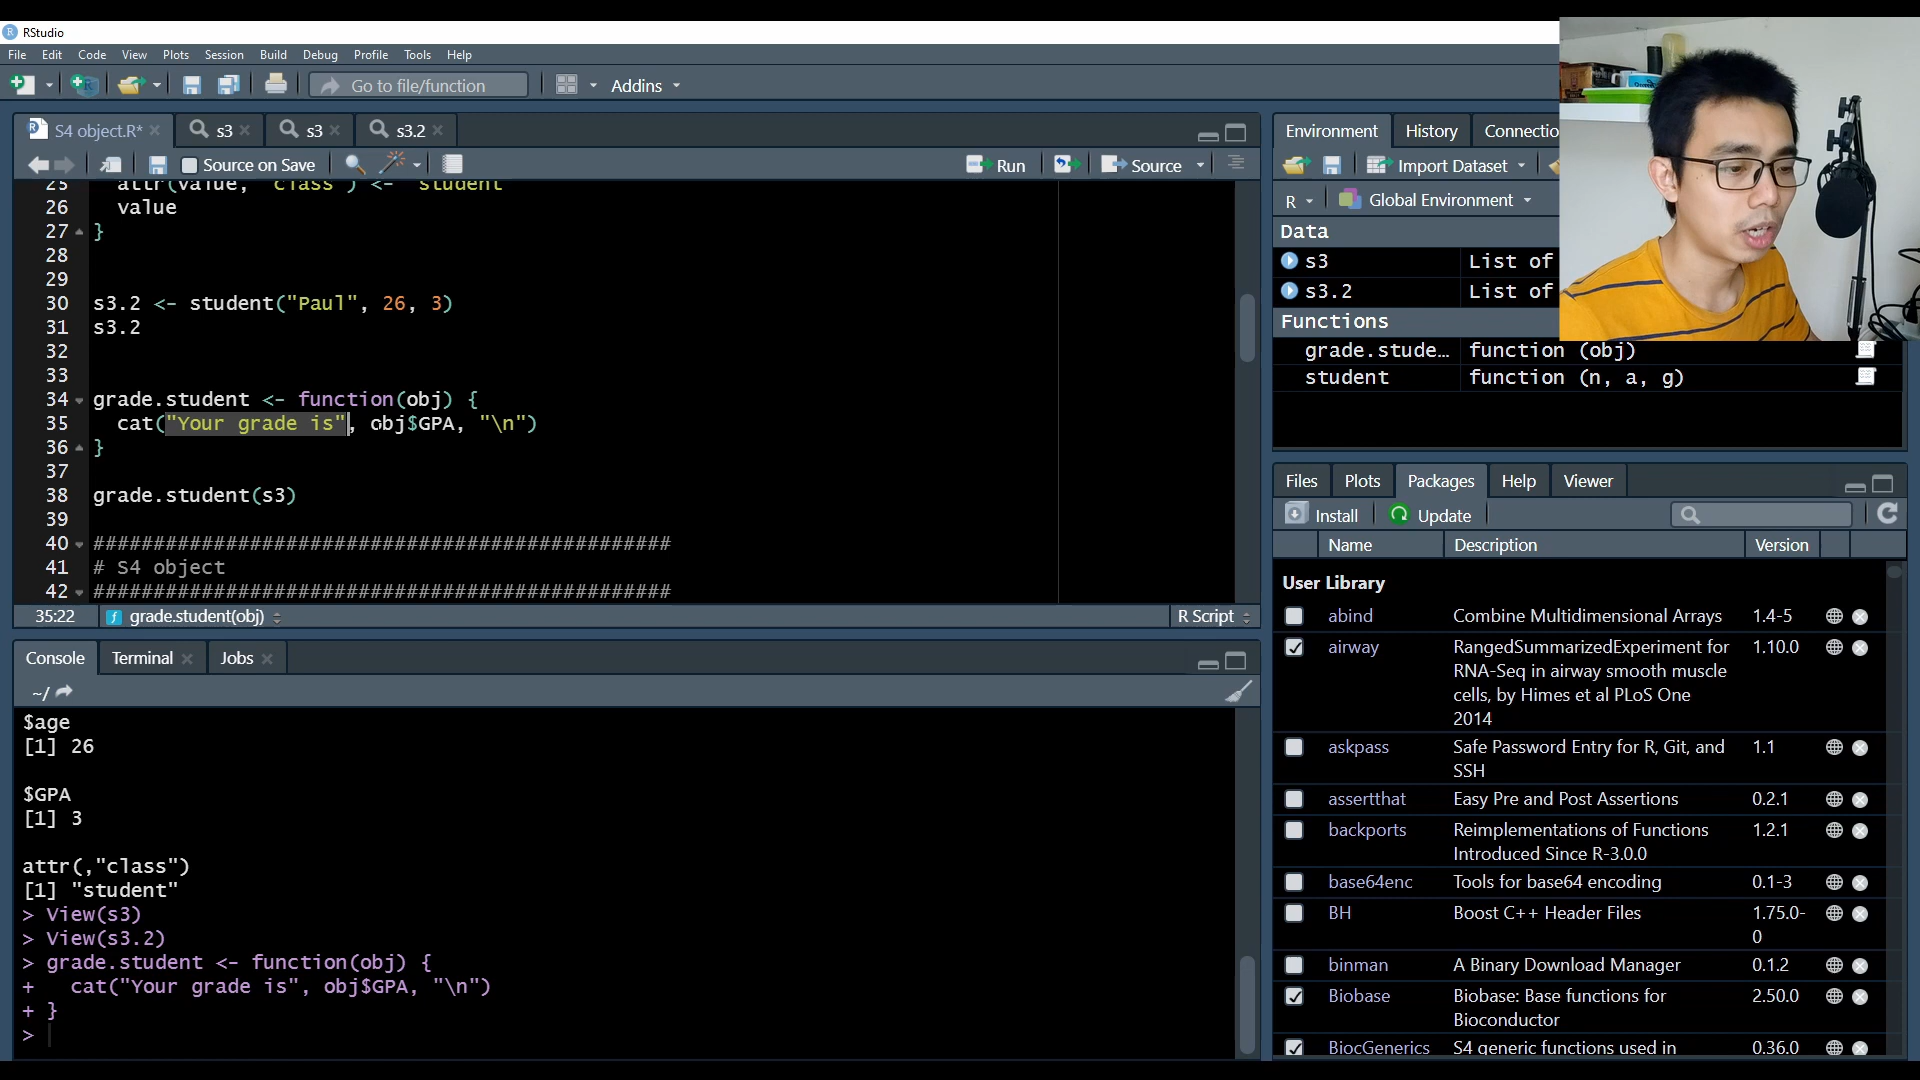 RStudio
File Edit Code View Plots Session Build Debug Profile Tools Help
Go to file/function Addins
S4 object.R* s3 s3 s3.2
Source on Save Run Source
25 attr(value, "class") <- "student"
26 value
27 }
28
29
30 s3.2 <- student("Paul", 26, 3)
31 s3.2
32
33
34 grade.student <- function(obj) {
35 cat("Your grade is", obj$GPA, "\n")
36 }
37
38 grade.student(s3)
39
40 ################################################
41 # S4 object
42 ################################################
35:22 grade.student(obj) R Script
Console Terminal Jobs
~/
$age
[1] 26
$GPA
[1] 3
attr(,"class")
[1] "student"
> View(s3)
> View(s3.2)
> grade.student <- function(obj) {
+ cat("Your grade is", obj$GPA, "\n")
+ }
>
Environment History Connectio
Import Dataset
R Global Environment
Data
s3 List of
s3.2 List of
Functions
grade.stude… function (obj)
student function (n, a, g)
Files Plots Packages Help Viewer
Install Update
Name Description Version
User Library
abind Combine Multidimensional Arrays 1.4-5
airway RangedSummarizedExperiment for 1.10.0
RNA-Seq in airway smooth muscle
cells, by Himes et al PLoS One
2014
askpass Safe Password Entry for R, Git, and 1.1
SSH
assertthat Easy Pre and Post Assertions 0.2.1
backports Reimplementations of Functions 1.2.1
Introduced Since R-3.0.0
base64enc Tools for base64 encoding 0.1-3
BH Boost C++ Header Files 1.75.0-
0
binman A Binary Download Manager 0.1.2
Biobase Biobase: Base functions for 2.50.0
Bioconductor
BiocGenerics S4 generic functions used in 0.36.0